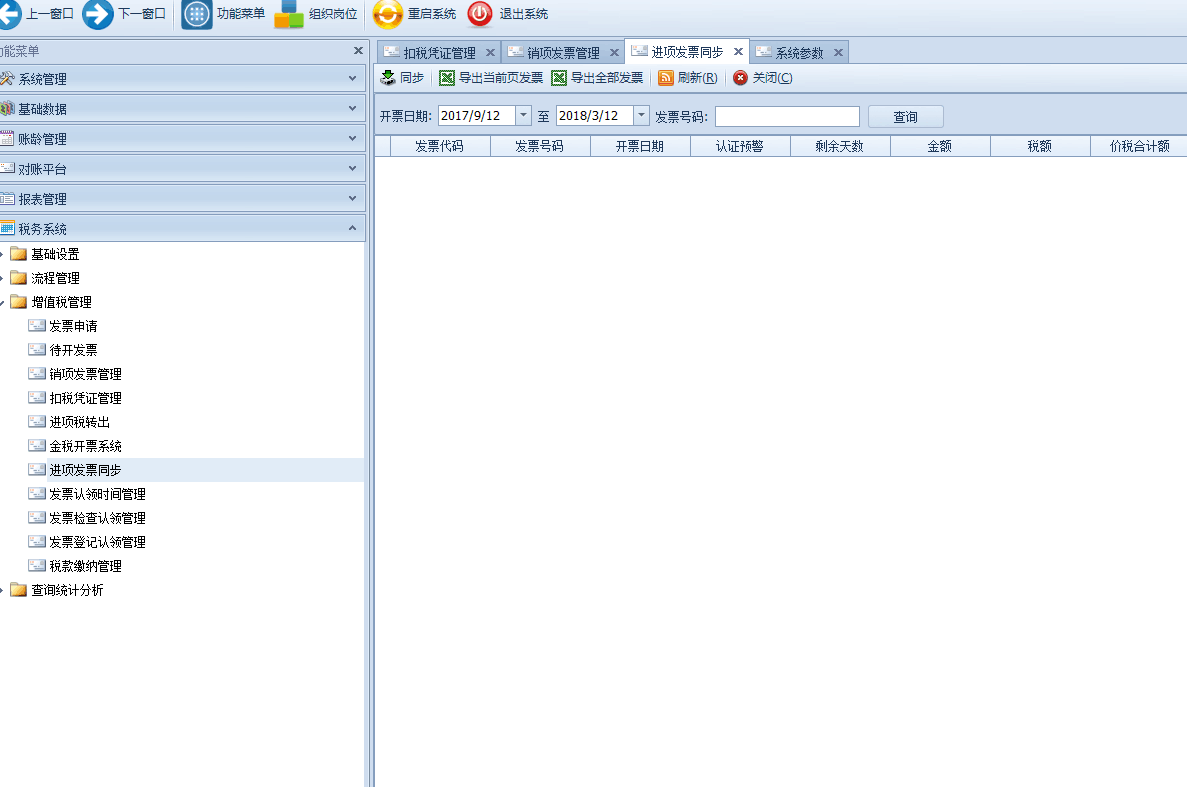 上一窗口 下一窗口 功能菜单 组织岗位 重启系统 退出系统
能菜单
扣税凭证管理 销项发票管理 进项发票同步 系统参数
系统管理
同步 导出当前页发票 导出全部发票 刷新(R) 关闭(C)
基础数据
开票日期: 2017/9/12 至 2018/3/12 发票号码: 查询
账龄管理
发票代码 发票号码 开票日期 认证预警 剩余天数 金额 税额 价税合计额
对账平台
报表管理
税务系统
基础设置
流程管理
增值税管理
发票申请
待开发票
销项发票管理
扣税凭证管理
进项税转出
金税开票系统
进项发票同步
发票认领时间管理
发票检查认领管理
发票登记认领管理
税款缴纳管理
查询统计分析